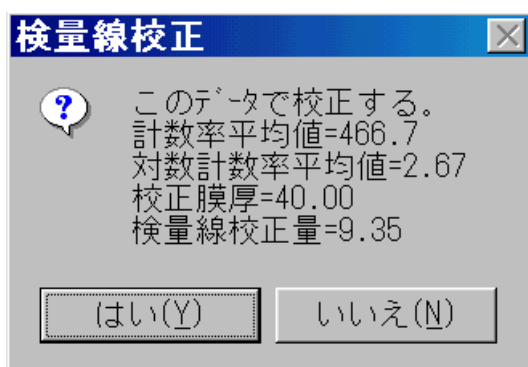 検量線校正
このﾃﾞｰﾀで校正する。
計数率平均値=466.7
対数計数率平均値=2.67
校正膜厚=40.00
検量線校正量=9.35
はい(Y)
いいえ(N)